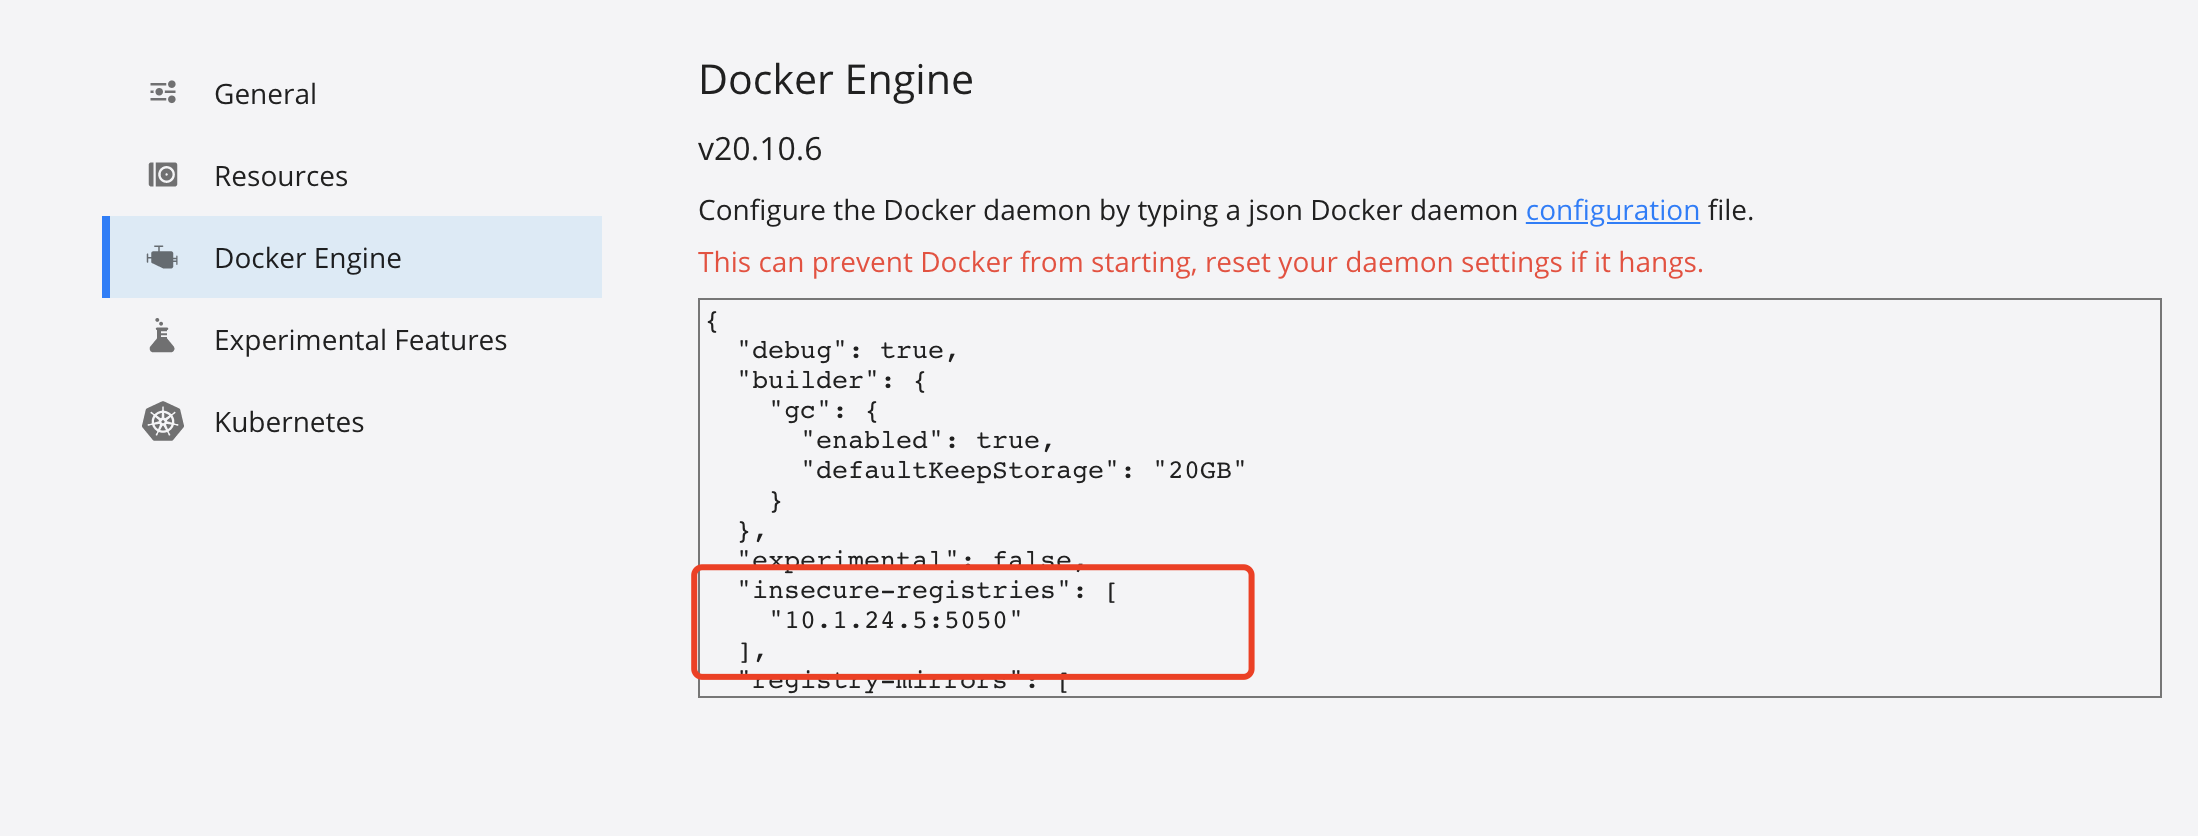 General
Resources
Docker Engine
Experimental Features
Kubernetes
Docker Engine
v20.10.6
Configure the Docker daemon by typing a json Docker daemon configuration file.
This can prevent Docker from starting, reset your daemon settings if it hangs.
{
  "debug": true,
  "builder": {
    "gc": {
      "enabled": true,
      "defaultKeepStorage": "20GB"
    }
  },
  "experimental": false,
  "insecure-registries": [
    "10.1.24.5:5050"
  ],
  "registry-mirrors": [